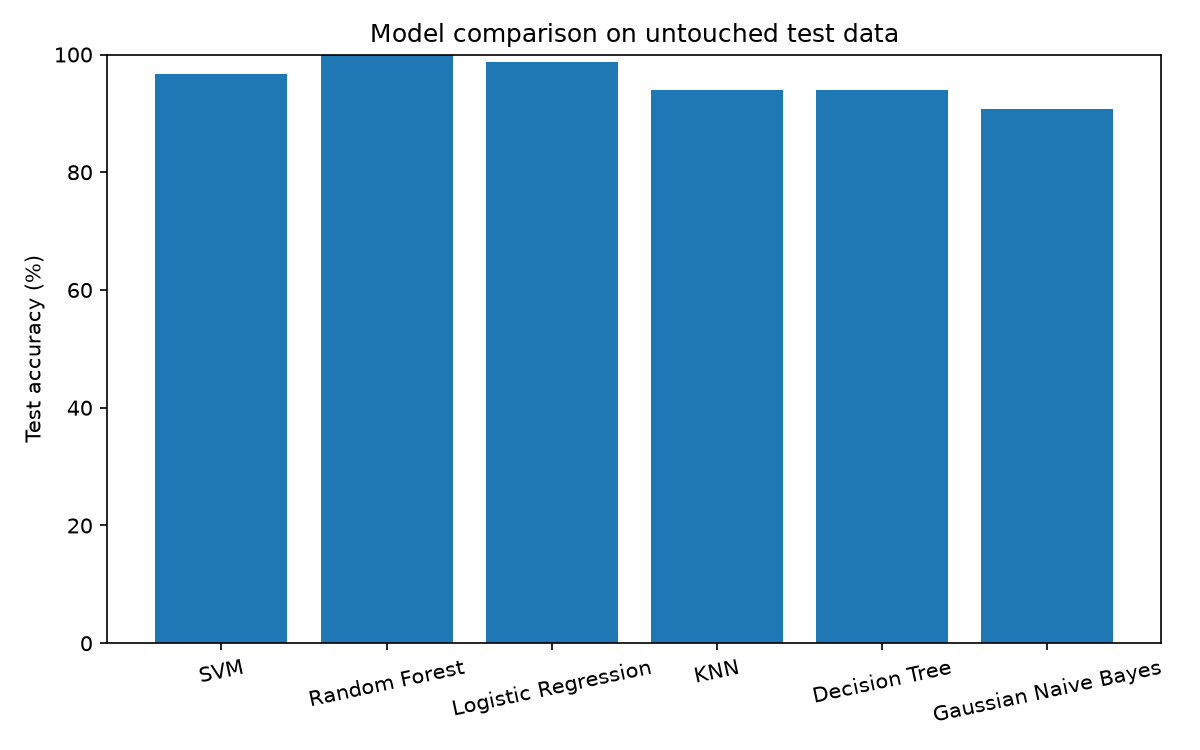 Model comparison on untouched test data
Test accuracy (%)
100
80
60
40
20
0
SVM
Random Forest
Logistic Regression
KNN
Decision Tree
Gaussian Naive Bayes